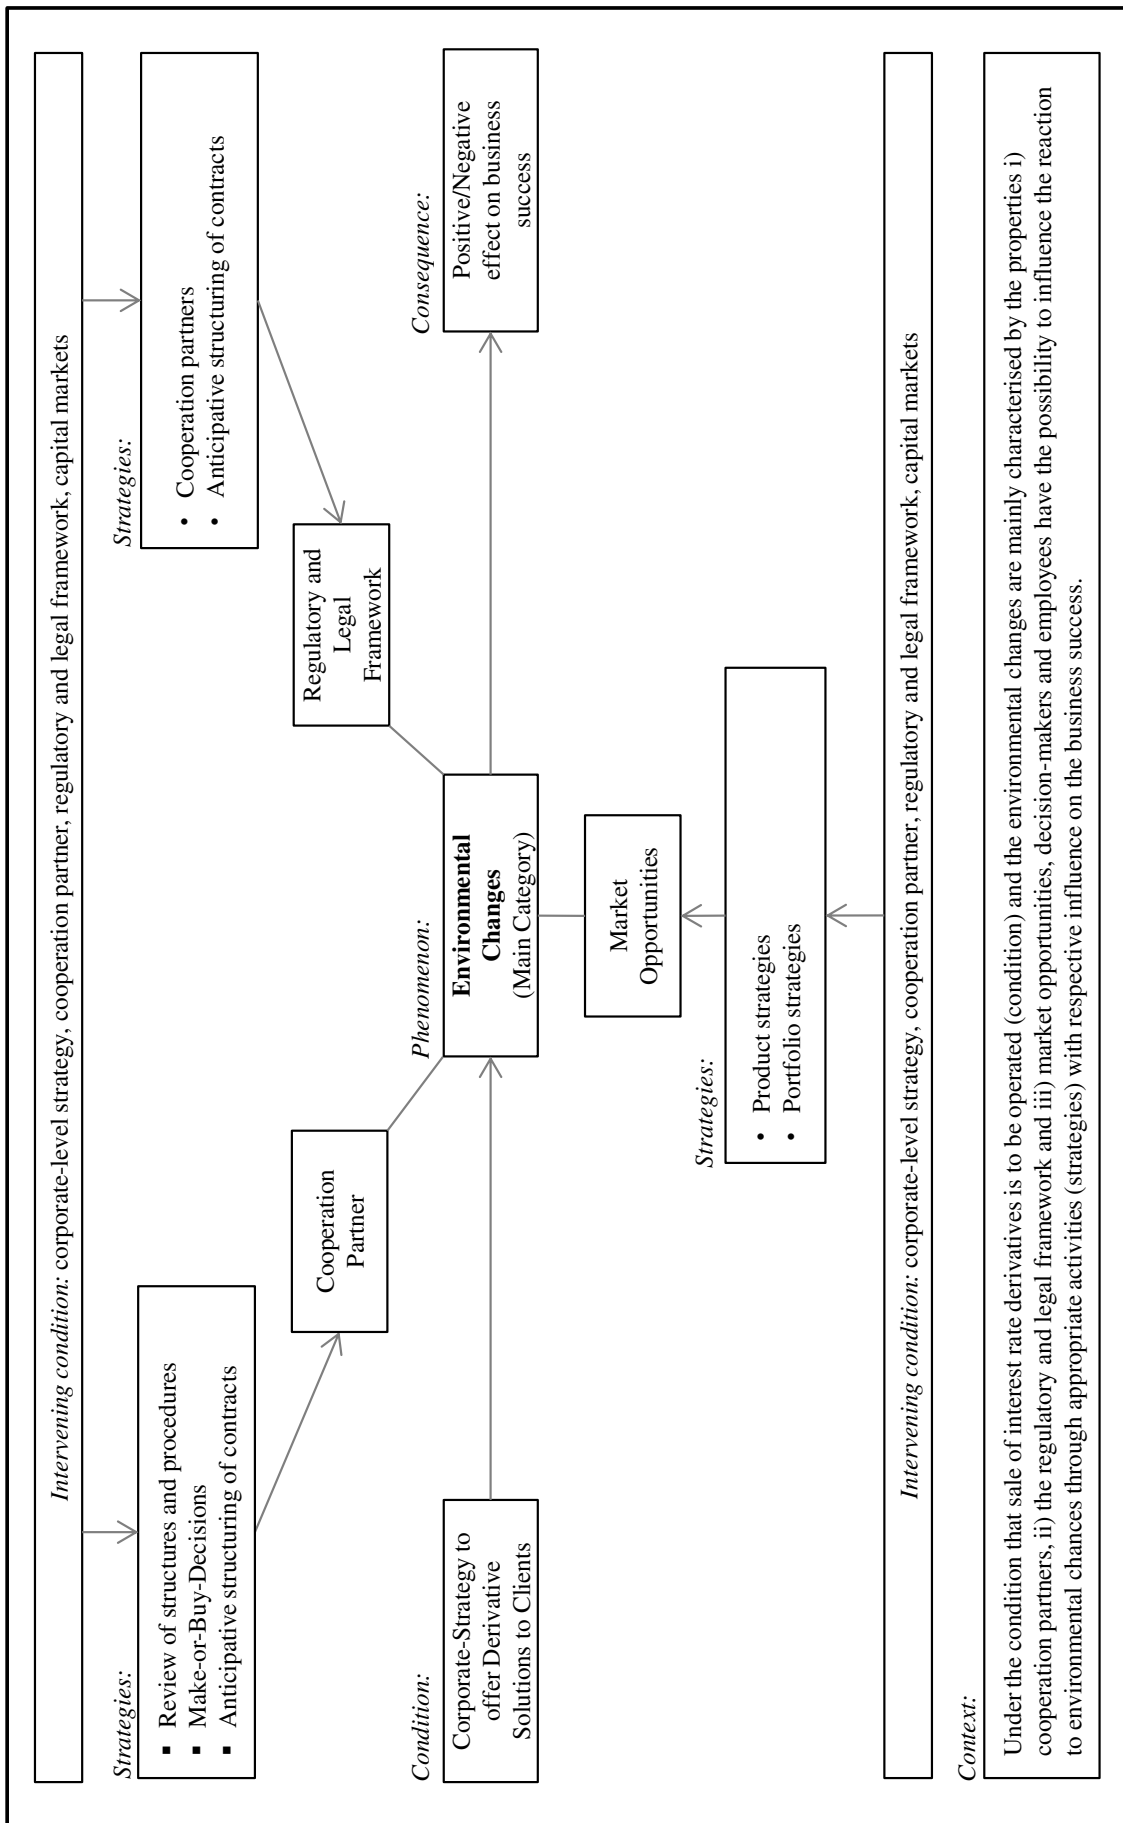 Intervening condition: corporate-level strategy, cooperation partner, regulatory and legal framework, capital markets
Strategies:
▪ Review of structures and procedures
▪ Make-or-Buy-Decisions
▪ Anticipative structuring of contracts
Strategies:
• Cooperation partners
• Anticipative structuring of contracts
Cooperation
Partner
Regulatory and
Legal
Framework
Condition:
Corporate-Strategy to
offer Derivative
Solutions to Clients
Phenomenon:
Environmental
Changes
(Main Category)
Consequence:
Positive/Negative
effect on business
success
Market
Opportunities
Strategies:
• Product strategies
• Portfolio strategies
Intervening condition: corporate-level strategy, cooperation partner, regulatory and legal framework, capital markets
Context:
Under the condition that sale of interest rate derivatives is to be operated (condition) and the environmental changes are mainly characterised by the properties i)
cooperation partners, ii) the regulatory and legal framework and iii) market opportunities, decision-makers and employees have the possibility to influence the reaction
to environmental chances through appropriate activities (strategies) with respective influence on the business success.